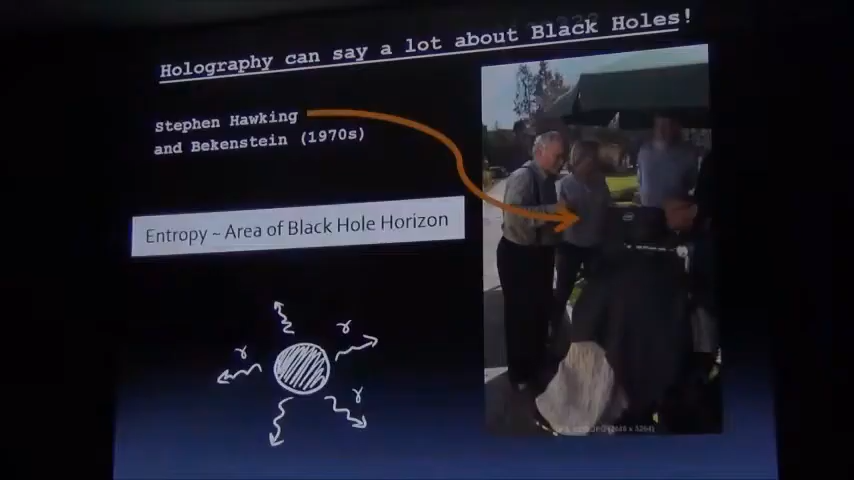 Holography can say a lot about Black Holes!
Stephen Hawking
and Bekenstein (1970s)
Entropy ~ Area of Black Hole Horizon
γ
γ
γ